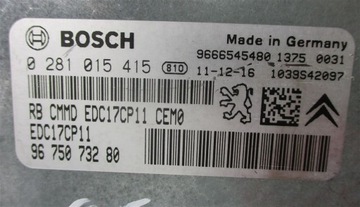 BOSCH
Made in Germany
9666545480 1375 0031
0 281 015 415 810 11-12-16 1039S42097
RB CMMD EDC17CP11 CEM0
EDC17CP11
96 750 732 80